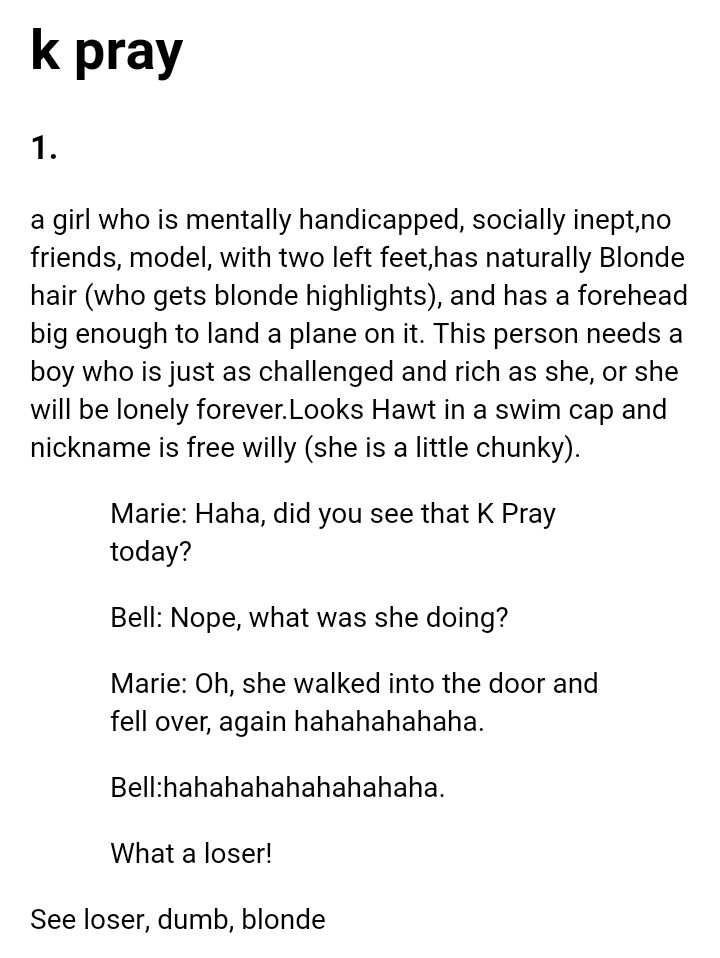 k pray
1.
a girl who is mentally handicapped, socially inept,no
friends, model, with two left feet,has naturally Blonde
hair (who gets blonde highlights), and has a forehead
big enough to land a plane on it. This person needs a
boy who is just as challenged and rich as she, or she
will be lonely forever.Looks Hawt in a swim cap and
nickname is free willy (she is a little chunky).
Marie: Haha, did you see that K Pray
today?
Bell: Nope, what was she doing?
Marie: Oh, she walked into the door and
fell over, again hahahahahaha.
Bell:hahahahahahahahaha.
What a loser!
See loser, dumb, blonde